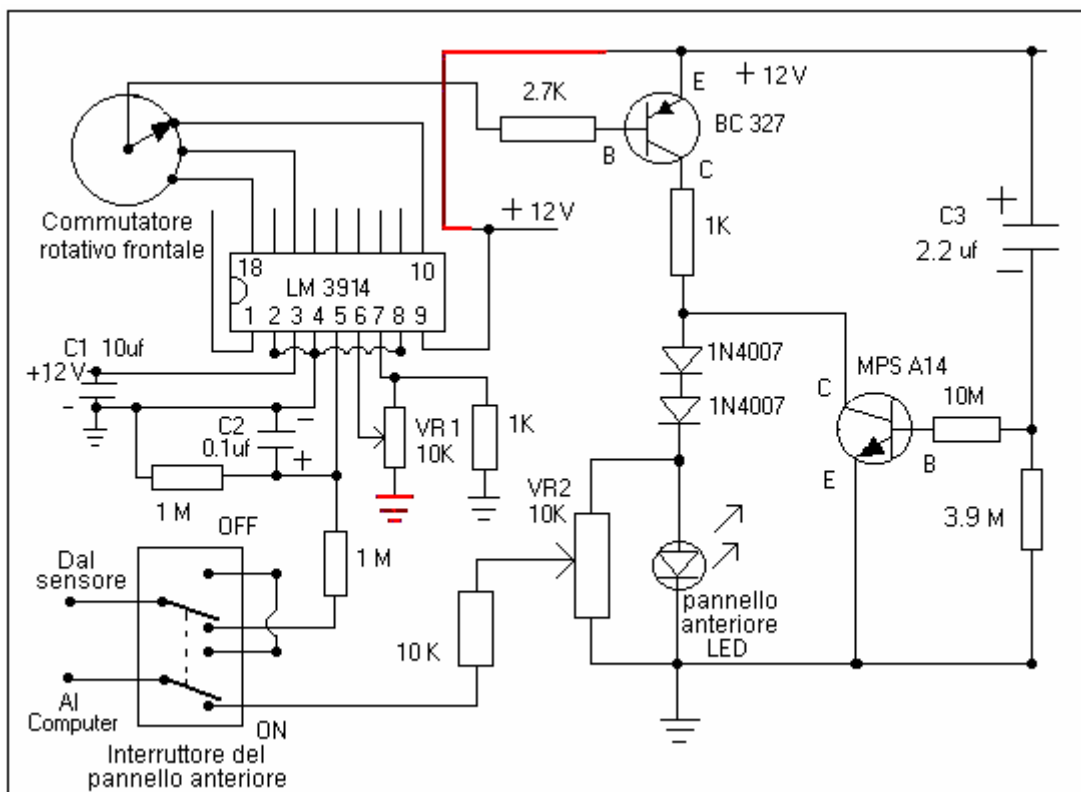 + 12 V
E
2.7K
BC 327
B
C
Commutatore
rotativo frontale
+ 12 V
1K
C3
+
2.2 uf
−
18
10
LM 3914
1 2 3 4 5 6 7 8 9
C1 10uf
+12 V
-
1N4007
MPS A14
1N4007
C
10M
B
E
C2
−
0.1uf
+
VR 1
10K
1K
1 M
VR2
10K
3.9 M
OFF
1 M
Dal
sensore
pannello
anteriore
LED
10 K
Al
Computer
ON
Interruttore del
pannello anteriore